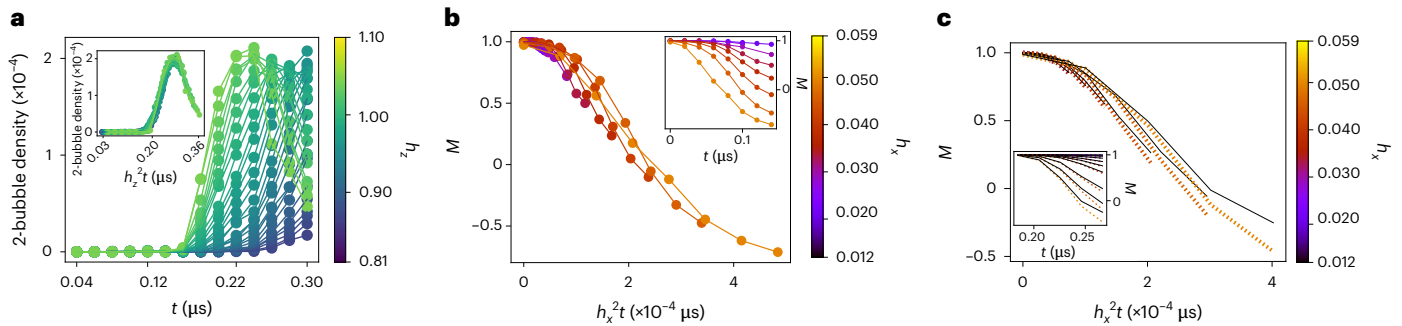 a
2-bubble density (×10⁻⁴)
2
1
0
0.04
0.12
0.22
0.30
t (µs)
2-bubble density (×10⁻⁴)
2
1
0
0.03
0.20
0.36
h_z²t (µs)
1.10
1.00
0.90
0.81
h_z
b
M
1.0
0.5
0
−0.5
0
2
4
h_x²t (×10⁻⁴ µs)
1
0
M
0
0.1
t (µs)
0.059
0.050
0.040
0.030
0.020
0.012
h_x
c
M
1.0
0.5
0
−0.5
0
2
4
h_x²t (×10⁻⁴ µs)
1
0
M
0.20
0.25
t (µs)
0.059
0.050
0.040
0.030
0.020
0.012
h_x